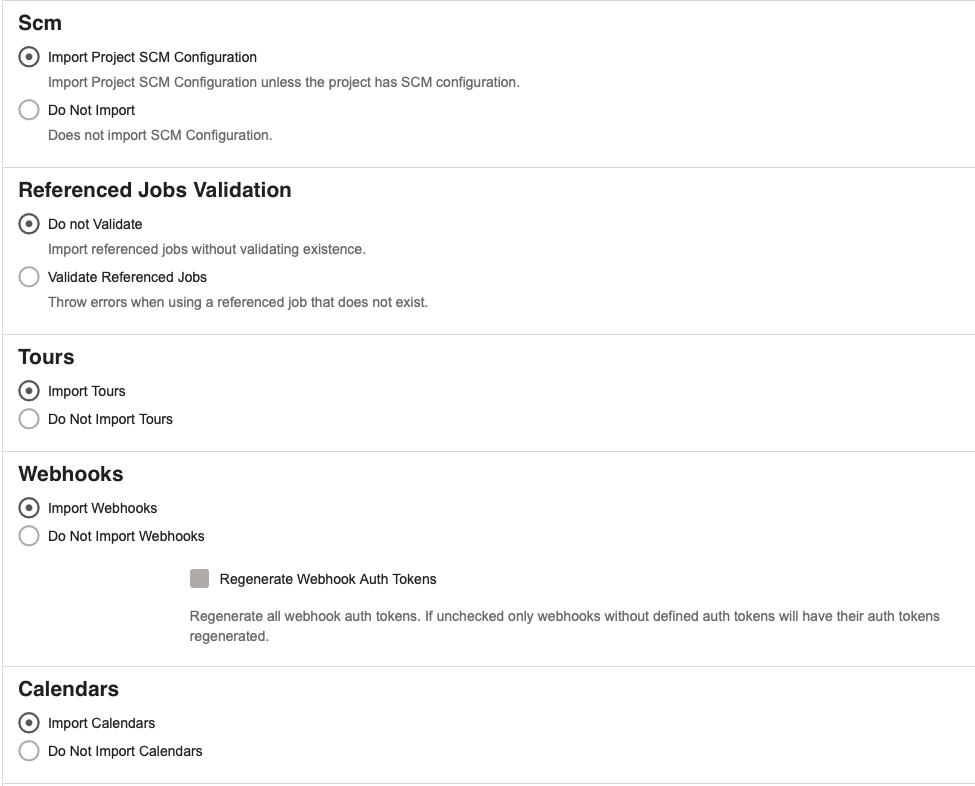 Scm
Import Project SCM Configuration
Import Project SCM Configuration unless the project has SCM configuration.
Do Not Import
Does not import SCM Configuration.
Referenced Jobs Validation
Do not Validate
Import referenced jobs without validating existence.
Validate Referenced Jobs
Throw errors when using a referenced job that does not exist.
Tours
Import Tours
Do Not Import Tours
Webhooks
Import Webhooks
Do Not Import Webhooks
Regenerate Webhook Auth Tokens
Regenerate all webhook auth tokens. If unchecked only webhooks without defined auth tokens will have their auth tokens
regenerated.
Calendars
Import Calendars
Do Not Import Calendars